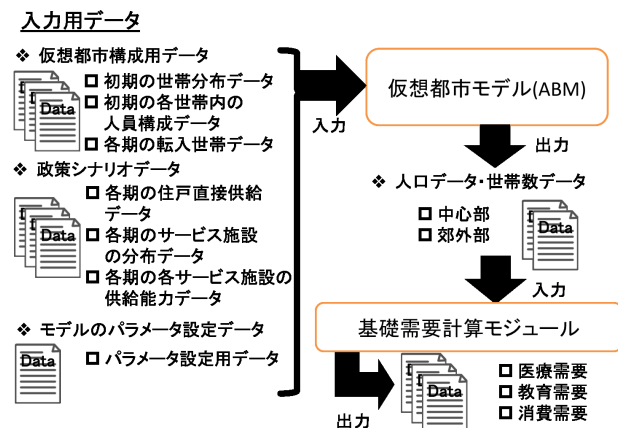 入力用データ
❖ 仮想都市構成用データ
Data
□ 初期の世帯分布データ
□ 初期の各世帯内の
人員構成データ
□ 各期の転入世帯データ
❖ 政策シナリオデータ
Data
□ 各期の住戸直接供給
データ
□ 各期のサービス施設
の分布データ
□ 各期の各サービス施設の
供給能力データ
❖ モデルのパラメータ設定データ
Data
□ パラメータ設定用データ
入力
仮想都市モデル(ABM)
出力
❖ 人口データ・世帯数データ
□ 中心部
□ 郊外部
Data
入力
基礎需要計算モジュール
出力
Data
□ 医療需要
□ 教育需要
□ 消費需要